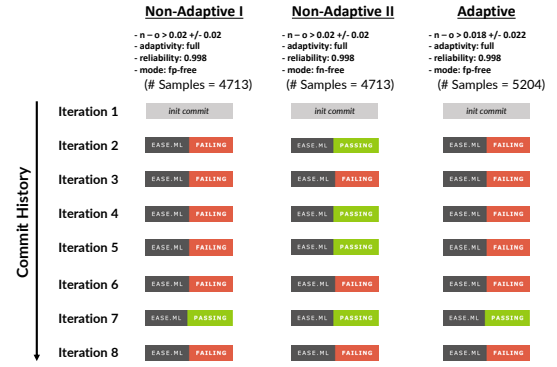 Non-Adaptive I
- n – o > 0.02 +/- 0.02
- adaptivity: full
- reliability: 0.998
- mode: fp-free
(# Samples = 4713)
Non-Adaptive II
- n – o > 0.02 +/- 0.02
- adaptivity: full
- reliability: 0.998
- mode: fn-free
(# Samples = 4713)
Adaptive
- n – o > 0.018 +/- 0.022
- adaptivity: full
- reliability: 0.998
- mode: fp-free
(# Samples = 5204)
Commit History
Iteration 1 init commit init commit init commit
Iteration 2 EASE.ML FAILING EASE.ML PASSING EASE.ML FAILING
Iteration 3 EASE.ML FAILING EASE.ML FAILING EASE.ML FAILING
Iteration 4 EASE.ML FAILING EASE.ML PASSING EASE.ML FAILING
Iteration 5 EASE.ML FAILING EASE.ML PASSING EASE.ML FAILING
Iteration 6 EASE.ML FAILING EASE.ML FAILING EASE.ML FAILING
Iteration 7 EASE.ML PASSING EASE.ML PASSING EASE.ML PASSING
Iteration 8 EASE.ML FAILING EASE.ML FAILING EASE.ML FAILING